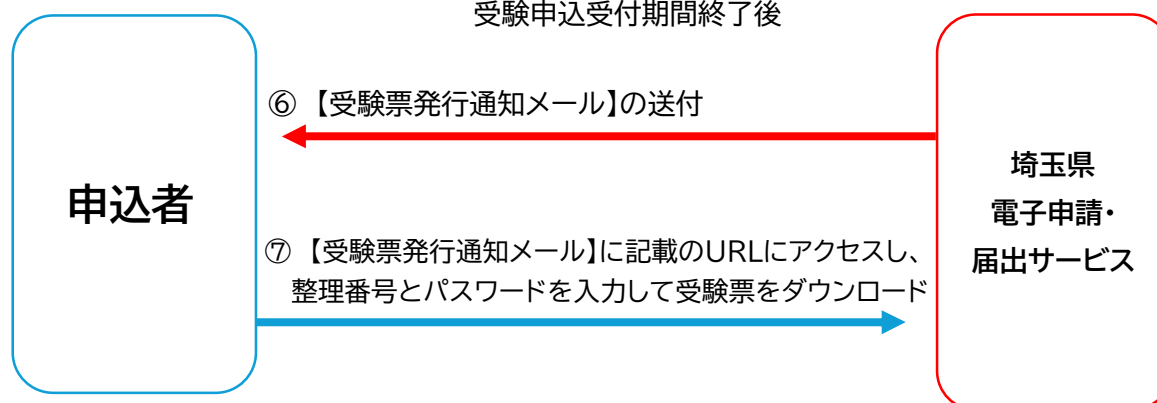 受験申込受付期間終了後
⑥ 【受験票発行通知メール】の送付
申込者
埼玉県
電子申請・
届出サービス
⑦ 【受験票発行通知メール】に記載のURLにアクセスし、
整理番号とパスワードを入力して受験票をダウンロード